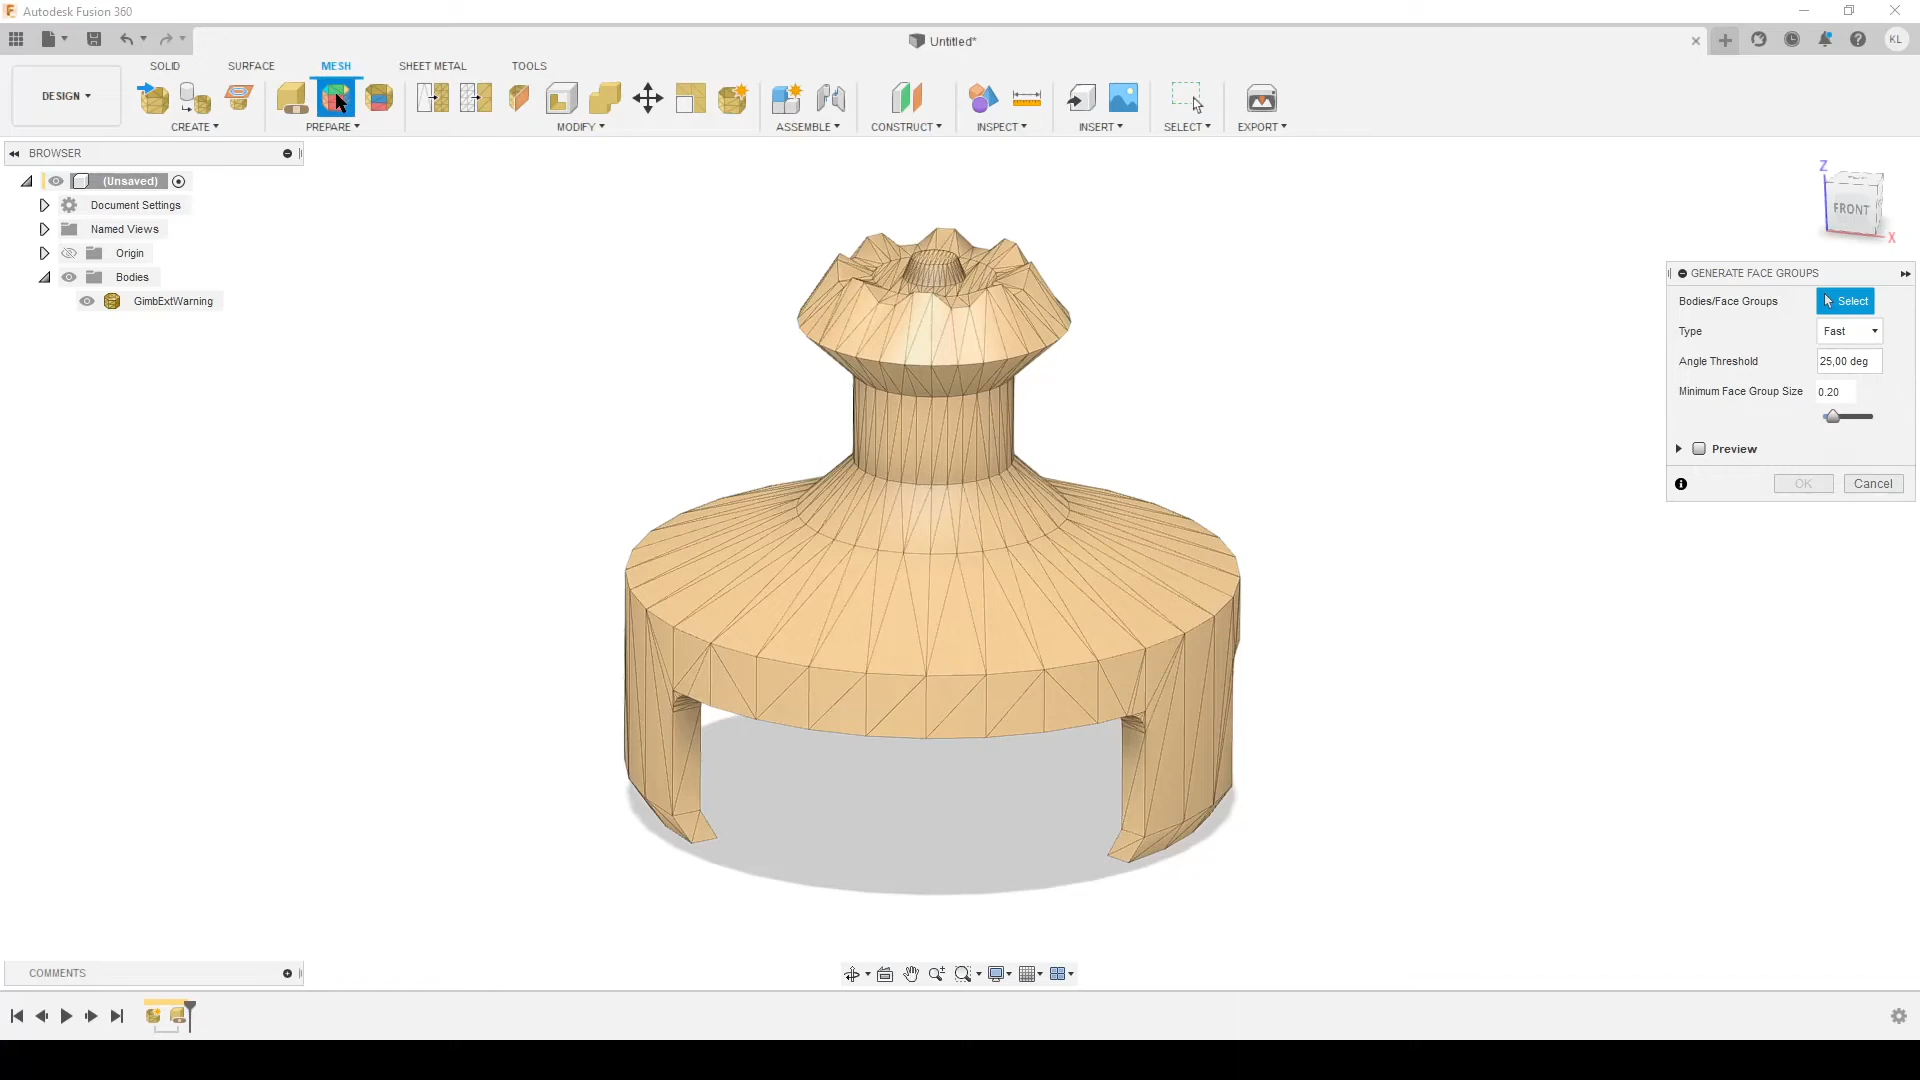 Autodesk Fusion 360
Untitled*
KL
DESIGN
SOLID
SURFACE
MESH
SHEET METAL
TOOLS
CREATE
PREPARE
MODIFY
ASSEMBLE
CONSTRUCT
INSPECT
INSERT
SELECT
EXPORT
BROWSER
(Unsaved)
Document Settings
Named Views
Origin
Bodies
GimbExtWarning
Z
FRONT
X
GENERATE FACE GROUPS
Bodies/Face Groups Select
Type Fast
Angle Threshold 25,00 deg
Minimum Face Group Size 0.20
Preview
OK Cancel
COMMENTS